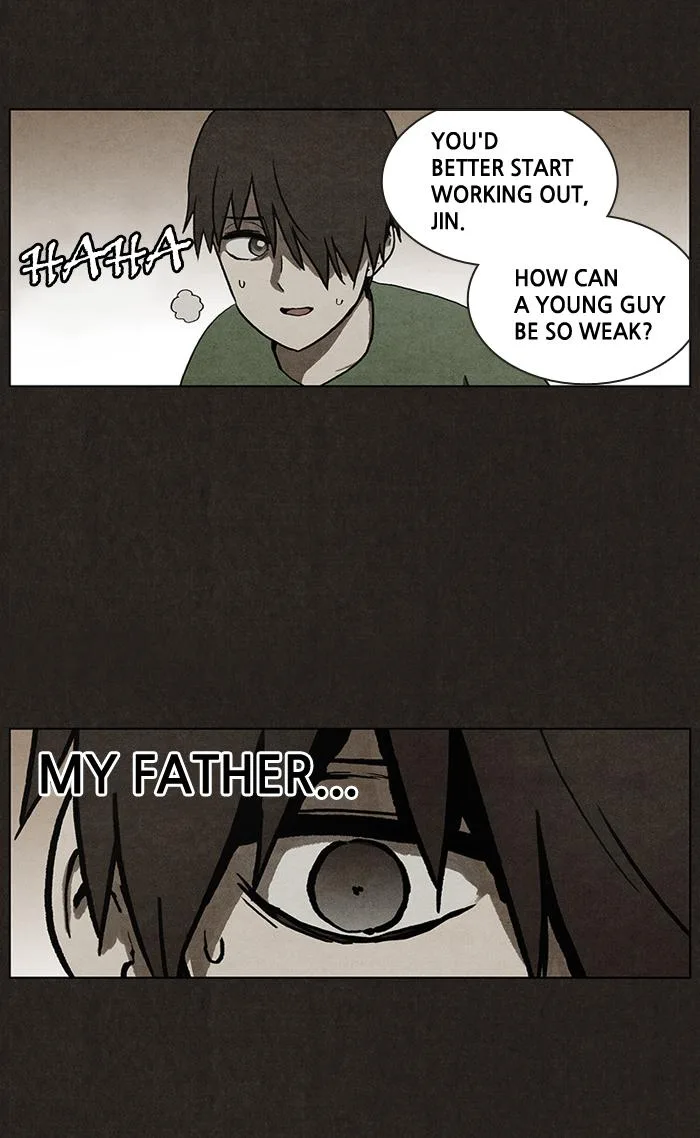 HAHA
YOU'D
BETTER START
WORKING OUT,
JIN.
HOW CAN
A YOUNG GUY
BE SO WEAK?
MY FATHER...